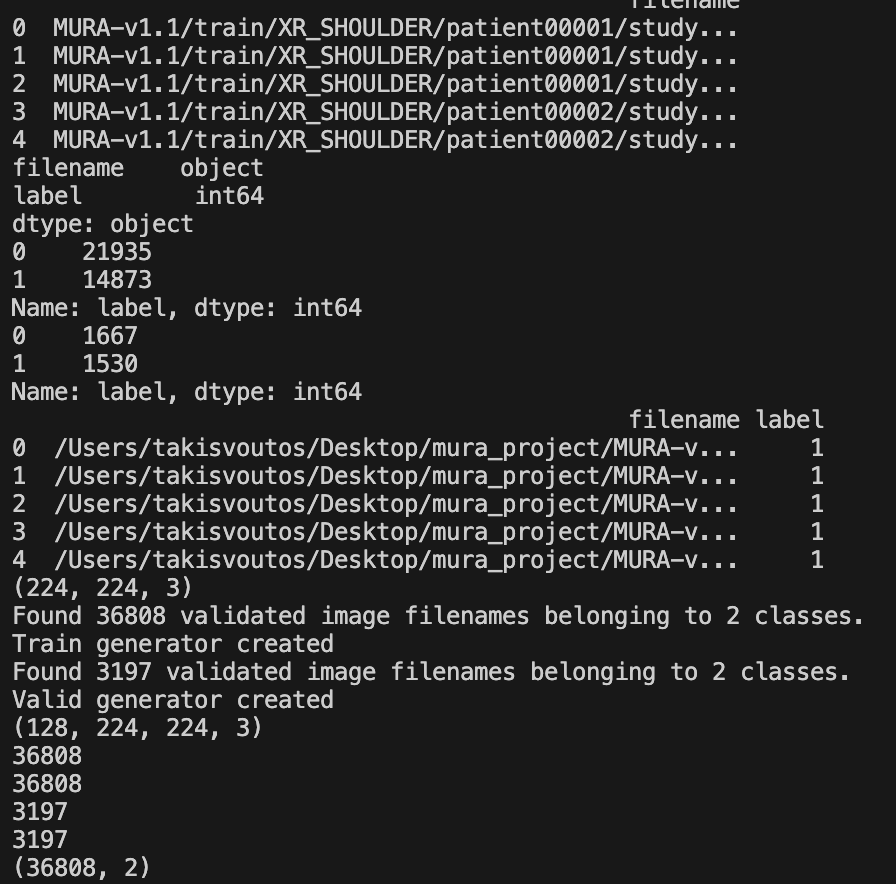 filename
0 MURA-v1.1/train/XR_SHOULDER/patient00001/study...
1 MURA-v1.1/train/XR_SHOULDER/patient00001/study...
2 MURA-v1.1/train/XR_SHOULDER/patient00001/study...
3 MURA-v1.1/train/XR_SHOULDER/patient00002/study...
4 MURA-v1.1/train/XR_SHOULDER/patient00002/study...
filename object
label int64
dtype: object
0 21935
1 14873
Name: label, dtype: int64
0 1667
1 1530
Name: label, dtype: int64
filename label
0 /Users/takisvoutos/Desktop/mura_project/MURA-v... 1
1 /Users/takisvoutos/Desktop/mura_project/MURA-v... 1
2 /Users/takisvoutos/Desktop/mura_project/MURA-v... 1
3 /Users/takisvoutos/Desktop/mura_project/MURA-v... 1
4 /Users/takisvoutos/Desktop/mura_project/MURA-v... 1
(224, 224, 3)
Found 36808 validated image filenames belonging to 2 classes.
Train generator created
Found 3197 validated image filenames belonging to 2 classes.
Valid generator created
(128, 224, 224, 3)
36808
36808
3197
3197
(36808, 2)